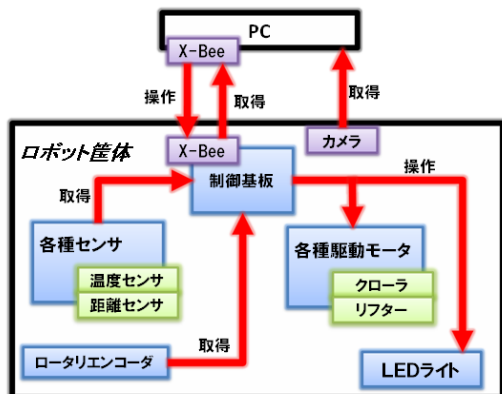 PC
X-Bee
操作
取得
取得
ロボット筐体
X-Bee
カメラ
制御基板
操作
取得
各種センサ
温度センサ
距離センサ
各種駆動モータ
クローラ
リフター
ロータリエンコーダ
取得
LEDライト